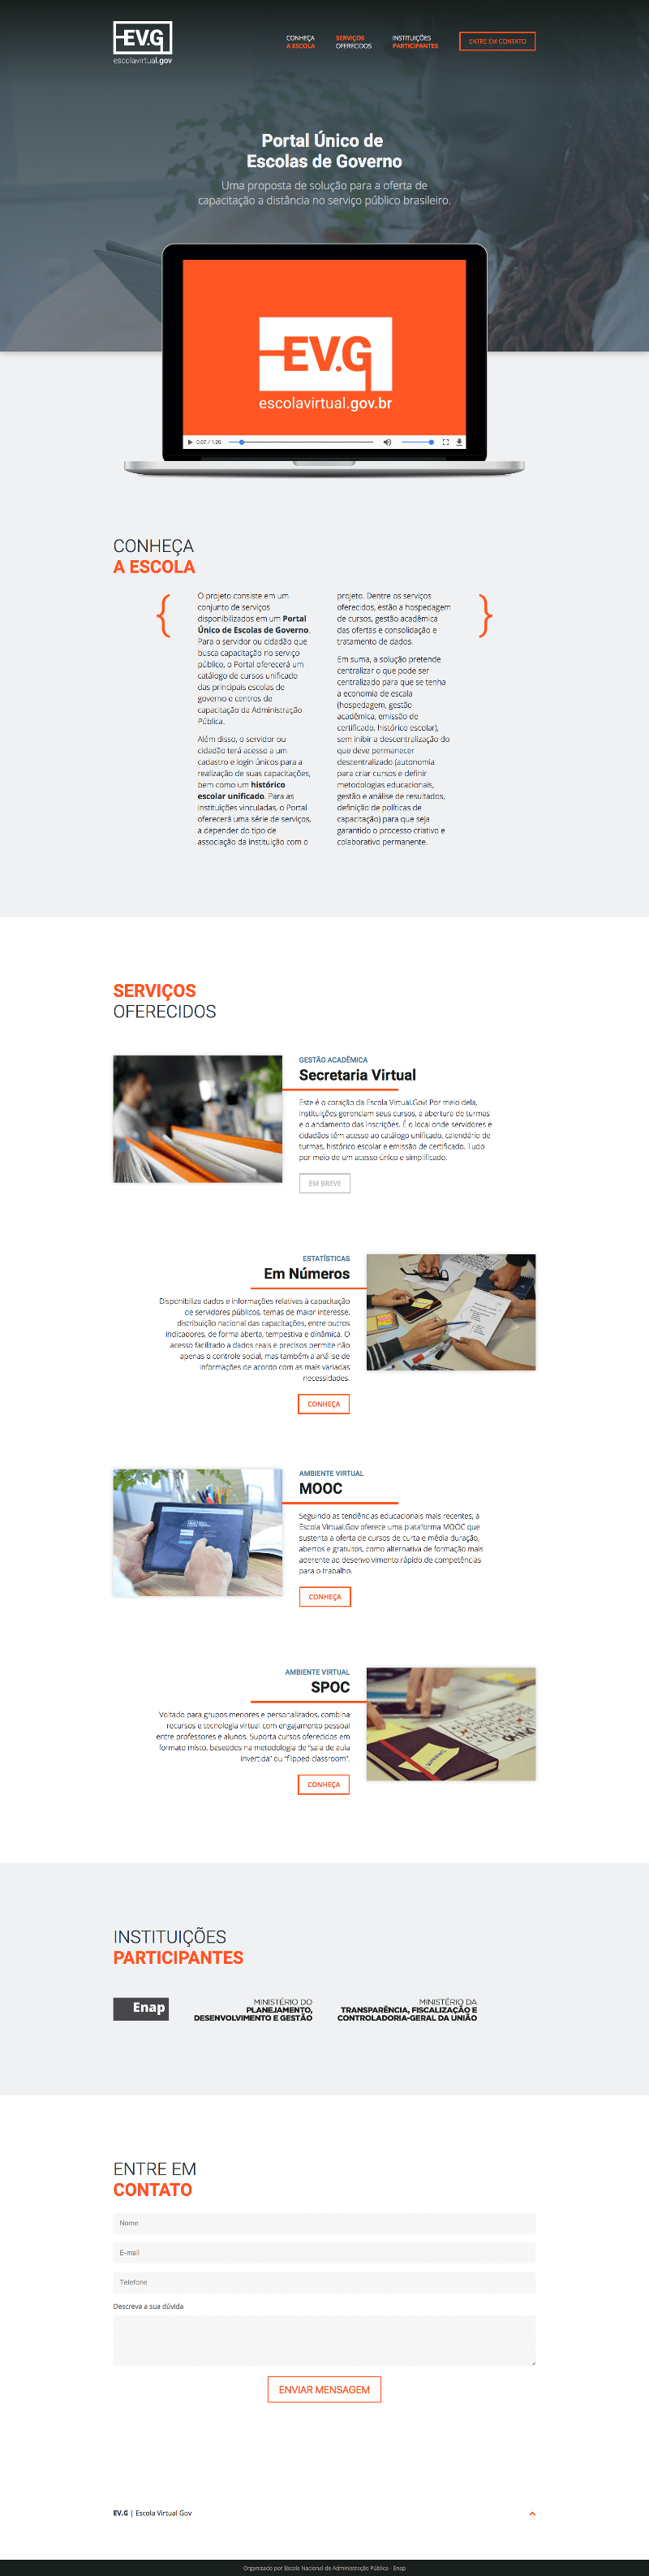 EV.G
escolavirtual.gov
CONHEÇA
A ESCOLA
SERVIÇOS
OFERECIDOS
INSTITUIÇÕES
PARTICIPANTES
ENTRE EM CONTATO
Portal Único de
Escolas de Governo
Uma proposta de solução para a oferta de
capacitação a distância no serviço público brasileiro.
EV.G
escolavirtual.gov.br
0:07 / 1:26
CONHEÇA
A ESCOLA
{
O projeto consiste em um
conjunto de serviços
disponibilizados em um Portal
Único de Escolas de Governo.
Para o servidor ou cidadão que
busca capacitação no serviço
público, o Portal oferecerá um
catálogo de cursos unificado
das principais escolas de
governo e centros de
capacitação da Administração
Pública.
Além disso, o servidor ou
cidadão terá acesso a um
cadastro e login únicos para a
realização de suas capacitações,
bem como um histórico
escolar unificado. Para as
instituições vinculadas, o Portal
oferecerá uma série de serviços,
a depender do tipo de
associação da instituição com o
projeto. Dentre os serviços
oferecidos, estão a hospedagem
de cursos, gestão acadêmica
das ofertas e consolidação e
tratamento de dados.
Em suma, a solução pretende
centralizar o que pode ser
centralizado para que se tenha
a economia de escala
(hospedagem, gestão
acadêmica, emissão de
certificado, histórico escolar),
sem inibir a descentralização do
que deve permanecer
descentralizado (autonomia
para criar cursos e definir
metodologias educacionais,
gestão e análise de resultados,
definição de políticas de
capacitação) para que seja
garantido o processo criativo e
colaborativo permanente.
}
SERVIÇOS
OFERECIDOS
GESTÃO ACADÊMICA
Secretaria Virtual
Este é o coração da Escola Virtual.Gov! Por meio dela,
instituições gerenciam seus cursos, a abertura de turmas
e o andamento das inscrições. É o local onde servidores e
cidadãos têm acesso ao catálogo unificado, calendário de
turmas, histórico escolar e emissão de certificado. Tudo
por meio de um acesso único e simplificado.
EM BREVE
ESTATÍSTICAS
Em Números
Disponibiliza dados e informações relativas à capacitação
de servidores públicos, temas de maior interesse,
distribuição nacional das capacitações, entre outros
indicadores, de forma aberta, tempestiva e dinâmica. O
acesso facilitado a dados reais e precisos permite não
apenas o controle social, mas também a análise de
informações de acordo com as mais variadas
necessidades.
CONHEÇA
AMBIENTE VIRTUAL
MOOC
Seguindo as tendências educacionais mais recentes, a
Escola Virtual.Gov oferece uma plataforma MOOC que
sustenta a oferta de cursos de curta e média duração,
abertos e gratuitos, como alternativa de formação mais
aderente ao desenvolvimento rápido de competências
para o trabalho.
CONHEÇA
AMBIENTE VIRTUAL
SPOC
Voltado para grupos menores e personalizados, combina
recursos e tecnologia virtual com engajamento pessoal
entre professores e alunos. Suporta cursos oferecidos em
formato misto, baseados na metodologia de "sala de aula
invertida" ou "flipped classroom".
CONHEÇA
INSTITUIÇÕES
PARTICIPANTES
Enap
MINISTÉRIO DO
PLANEJAMENTO,
DESENVOLVIMENTO E GESTÃO
MINISTÉRIO DA
TRANSPARÊNCIA, FISCALIZAÇÃO E
CONTROLADORIA-GERAL DA UNIÃO
ENTRE EM
CONTATO
Nome
E-mail
Telefone
Descreva a sua dúvida
ENVIAR MENSAGEM
EV.G | Escola Virtual Gov
Organizado por Escola Nacional de Administração Pública - Enap